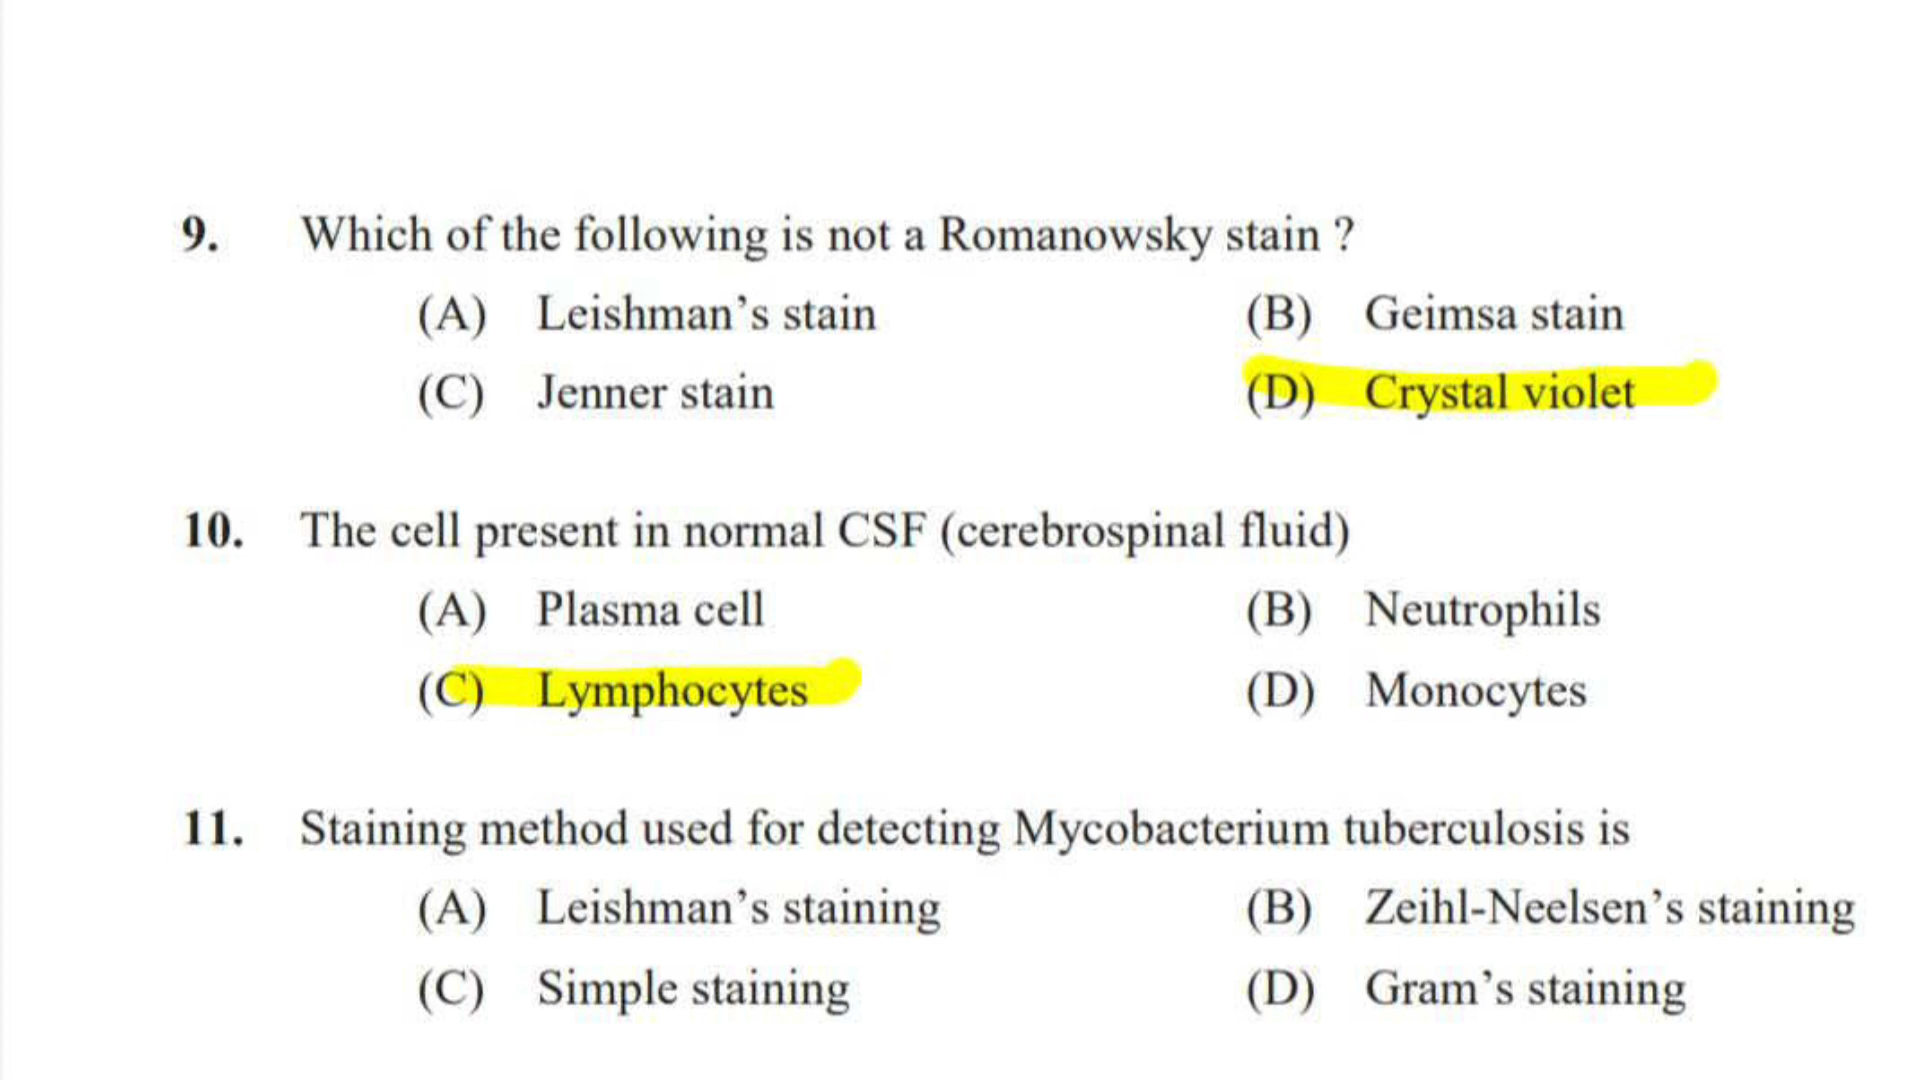 9. Which of the following is not a Romanowsky stain ?
(A) Leishman’s stain (B) Geimsa stain
(C) Jenner stain (D) Crystal violet
10. The cell present in normal CSF (cerebrospinal fluid)
(A) Plasma cell (B) Neutrophils
(C) Lymphocytes (D) Monocytes
11. Staining method used for detecting Mycobacterium tuberculosis is
(A) Leishman’s staining (B) Zeihl-Neelsen’s staining
(C) Simple staining (D) Gram’s staining